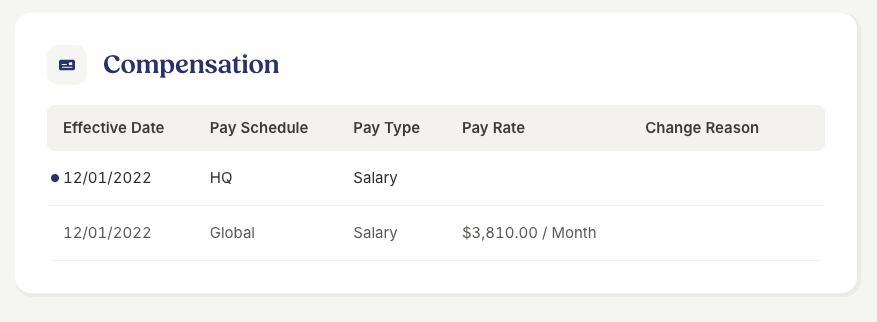 Compensation
Effective Date Pay Schedule Pay Type Pay Rate Change Reason
12/01/2022 HQ Salary
12/01/2022 Global Salary $3,810.00 / Month